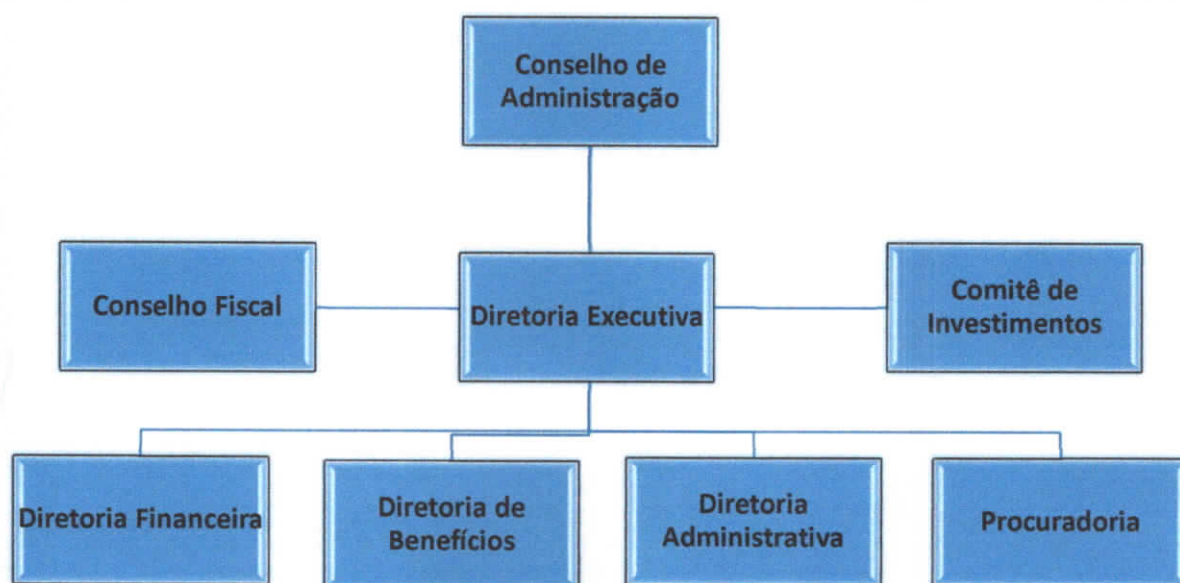 Conselho de
Administração
Conselho Fiscal
Diretoria Executiva
Comitê de
Investimentos
Diretoria Financeira
Diretoria de
Benefícios
Diretoria
Administrativa
Procuradoria